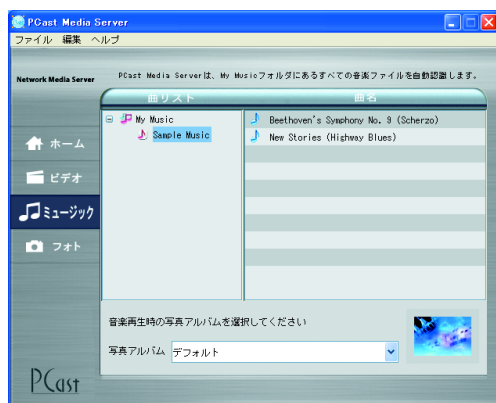 PCast Media Server
ファイル 編集 ヘルプ
Network Media Server
PCast Media Serverは、My Musicフォルダにあるすべての音楽ファイルを自動認識します。
曲リスト 曲名
My Music
Sample Music
Beethoven's Symphony No. 9 (Scherzo)
New Stories (Highway Blues)
ホーム
ビデオ
ミュージック
フォト
音楽再生時の写真アルバムを選択してください
写真アルバム デフォルト
PCast